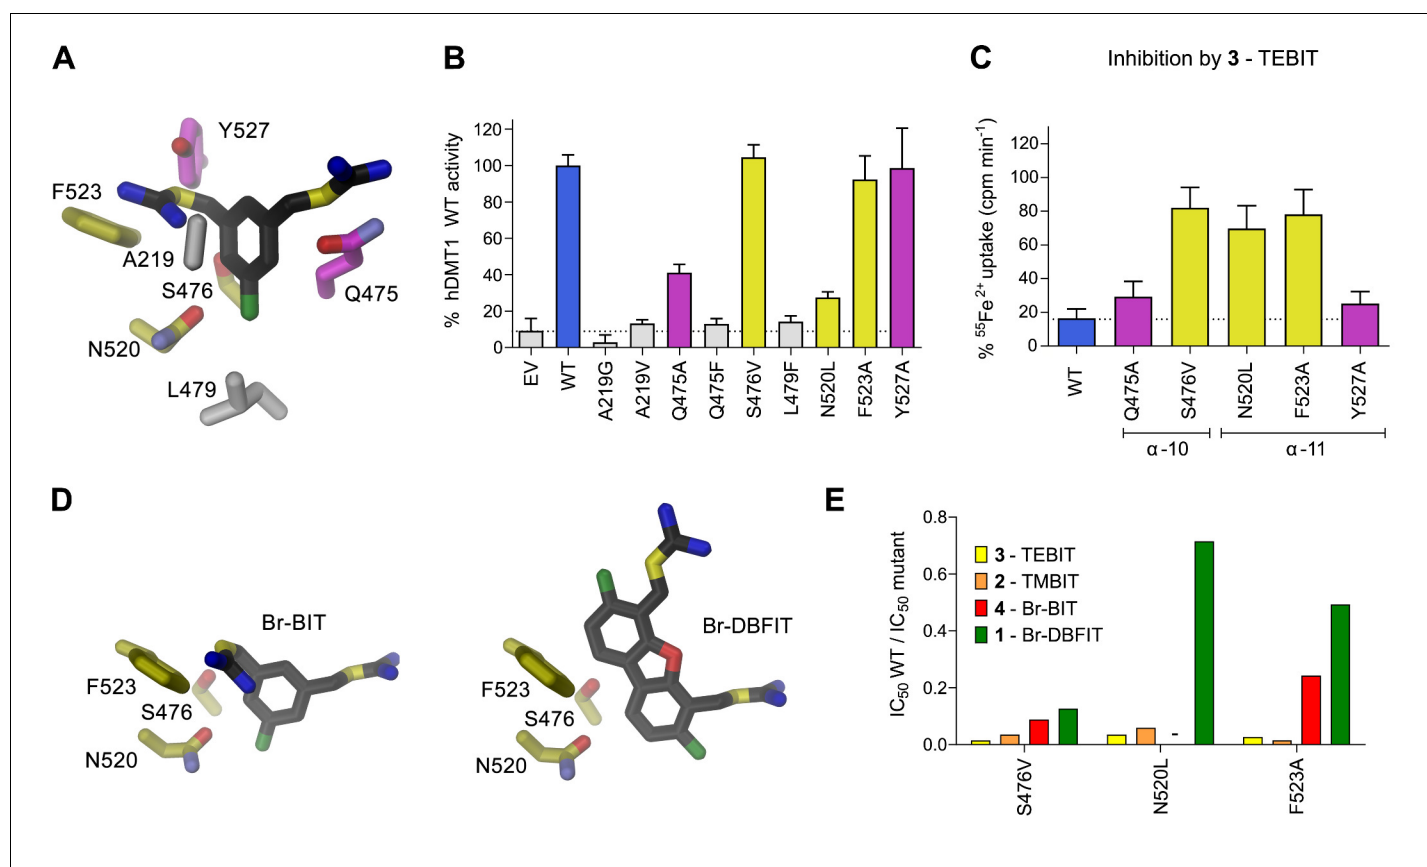 A
Y527
F523
A219
S476
Q475
N520
L479
B
% hDMT1 WT activity
120
100
80
60
40
20
0
EV
WT
A219G
A219V
Q475A
Q475F
S476V
L479F
N520L
F523A
Y527A
C
Inhibition by 3 - TEBIT
% ⁵⁵Fe²⁺ uptake (cpm min⁻¹)
120
100
80
60
40
20
0
WT
Q475A
S476V
N520L
F523A
Y527A
α-10
α-11
D
Br-BIT
F523
S476
N520
Br-DBFIT
F523
S476
N520
E
IC₅₀ WT / IC₅₀ mutant
0.8
0.6
0.4
0.2
0.0
3 - TEBIT
2 - TMBIT
4 - Br-BIT
1 - Br-DBFIT
-
S476V
N520L
F523A